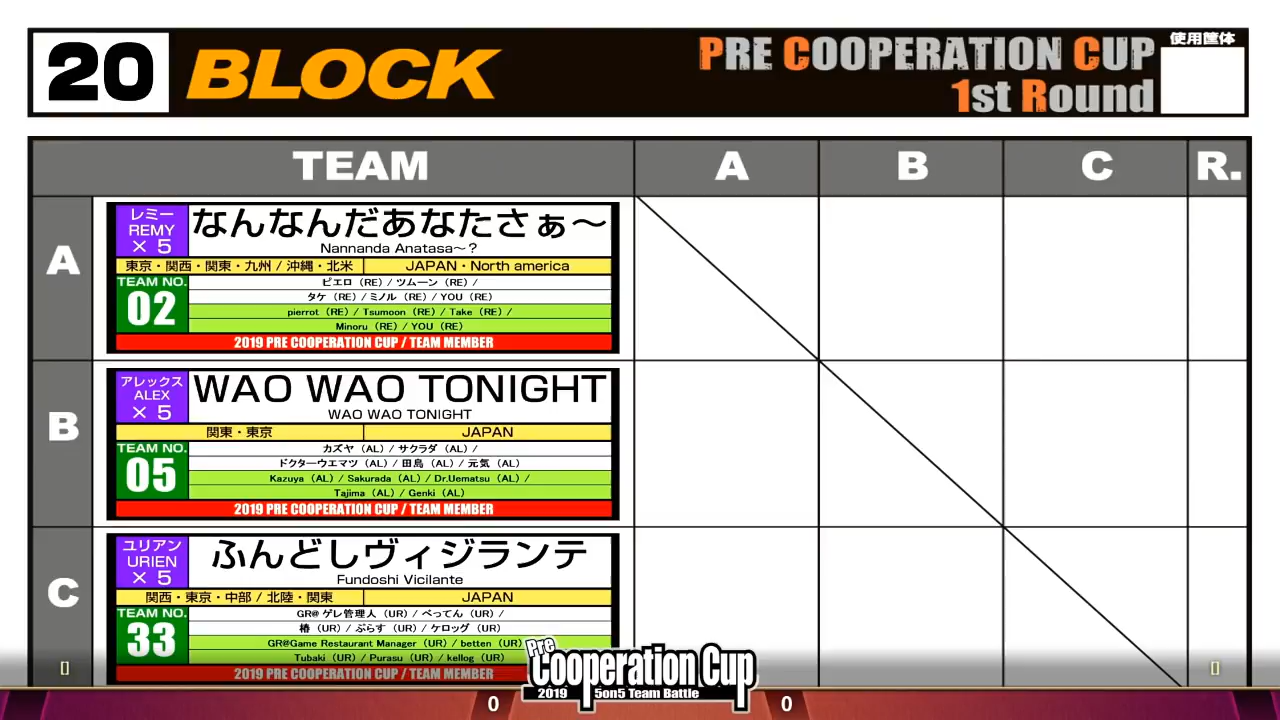 20 BLOCK
PRE COOPERATION CUP
1st Round
使用筐体
TEAM A B C R.
A
レミー
REMY
× 5
なんなんだあなたさぁ～
Nannanda Anatasa～?
東京・関西・関東・九州 / 沖縄・北米 JAPAN・North america
TEAM NO.
02
ピエロ（RE）/ ツムーン（RE）/
タケ（RE）/ ミノル（RE）/ YOU（RE）
pierrot（RE）/ Tsumoon（RE）/ Take（RE）/
Minoru（RE）/ YOU（RE）
2019 PRE COOPERATION CUP / TEAM MEMBER
B
アレックス
ALEX
× 5
WAO WAO TONIGHT
WAO WAO TONIGHT
関東・東京 JAPAN
TEAM NO.
05
カズヤ（AL）/ サクラダ（AL）/
ドクターウエマツ（AL）/ 田島（AL）/ 元気（AL）
Kazuya（AL）/ Sakurada（AL）/ Dr.Uematsu（AL）/
Tajima（AL）/ Genki（AL）
2019 PRE COOPERATION CUP / TEAM MEMBER
C
ユリアン
URIEN
× 5
ふんどしヴィジランテ
Fundoshi Vicilante
関西・東京・中部 / 北陸・関東 JAPAN
TEAM NO.
33
GR@ゲレ管理人（UR）/ べってん（UR）/
椿（UR）/ ぷらす（UR）/ ケロッグ（UR）
GR@Game Restaurant Manager（UR）/ betten（UR）
Tubaki（UR）/ Purasu（UR）/ kellog（UR）
2019 PRE COOPERATION CUP / TEAM MEMBER
Pre
Cooperation Cup
2019 5on5 Team Battle
0 0